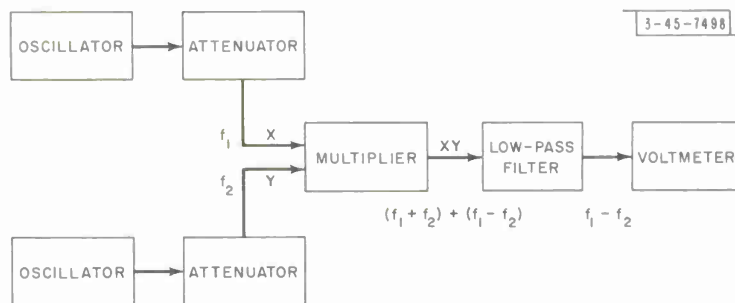 3-45-7498
OSCILLATOR
ATTENUATOR
f₁ X
MULTIPLIER
XY
LOW-PASS
FILTER
VOLTMETER
f₂ Y
(f₁ + f₂) + (f₁ - f₂)
f₁ - f₂
OSCILLATOR
ATTENUATOR